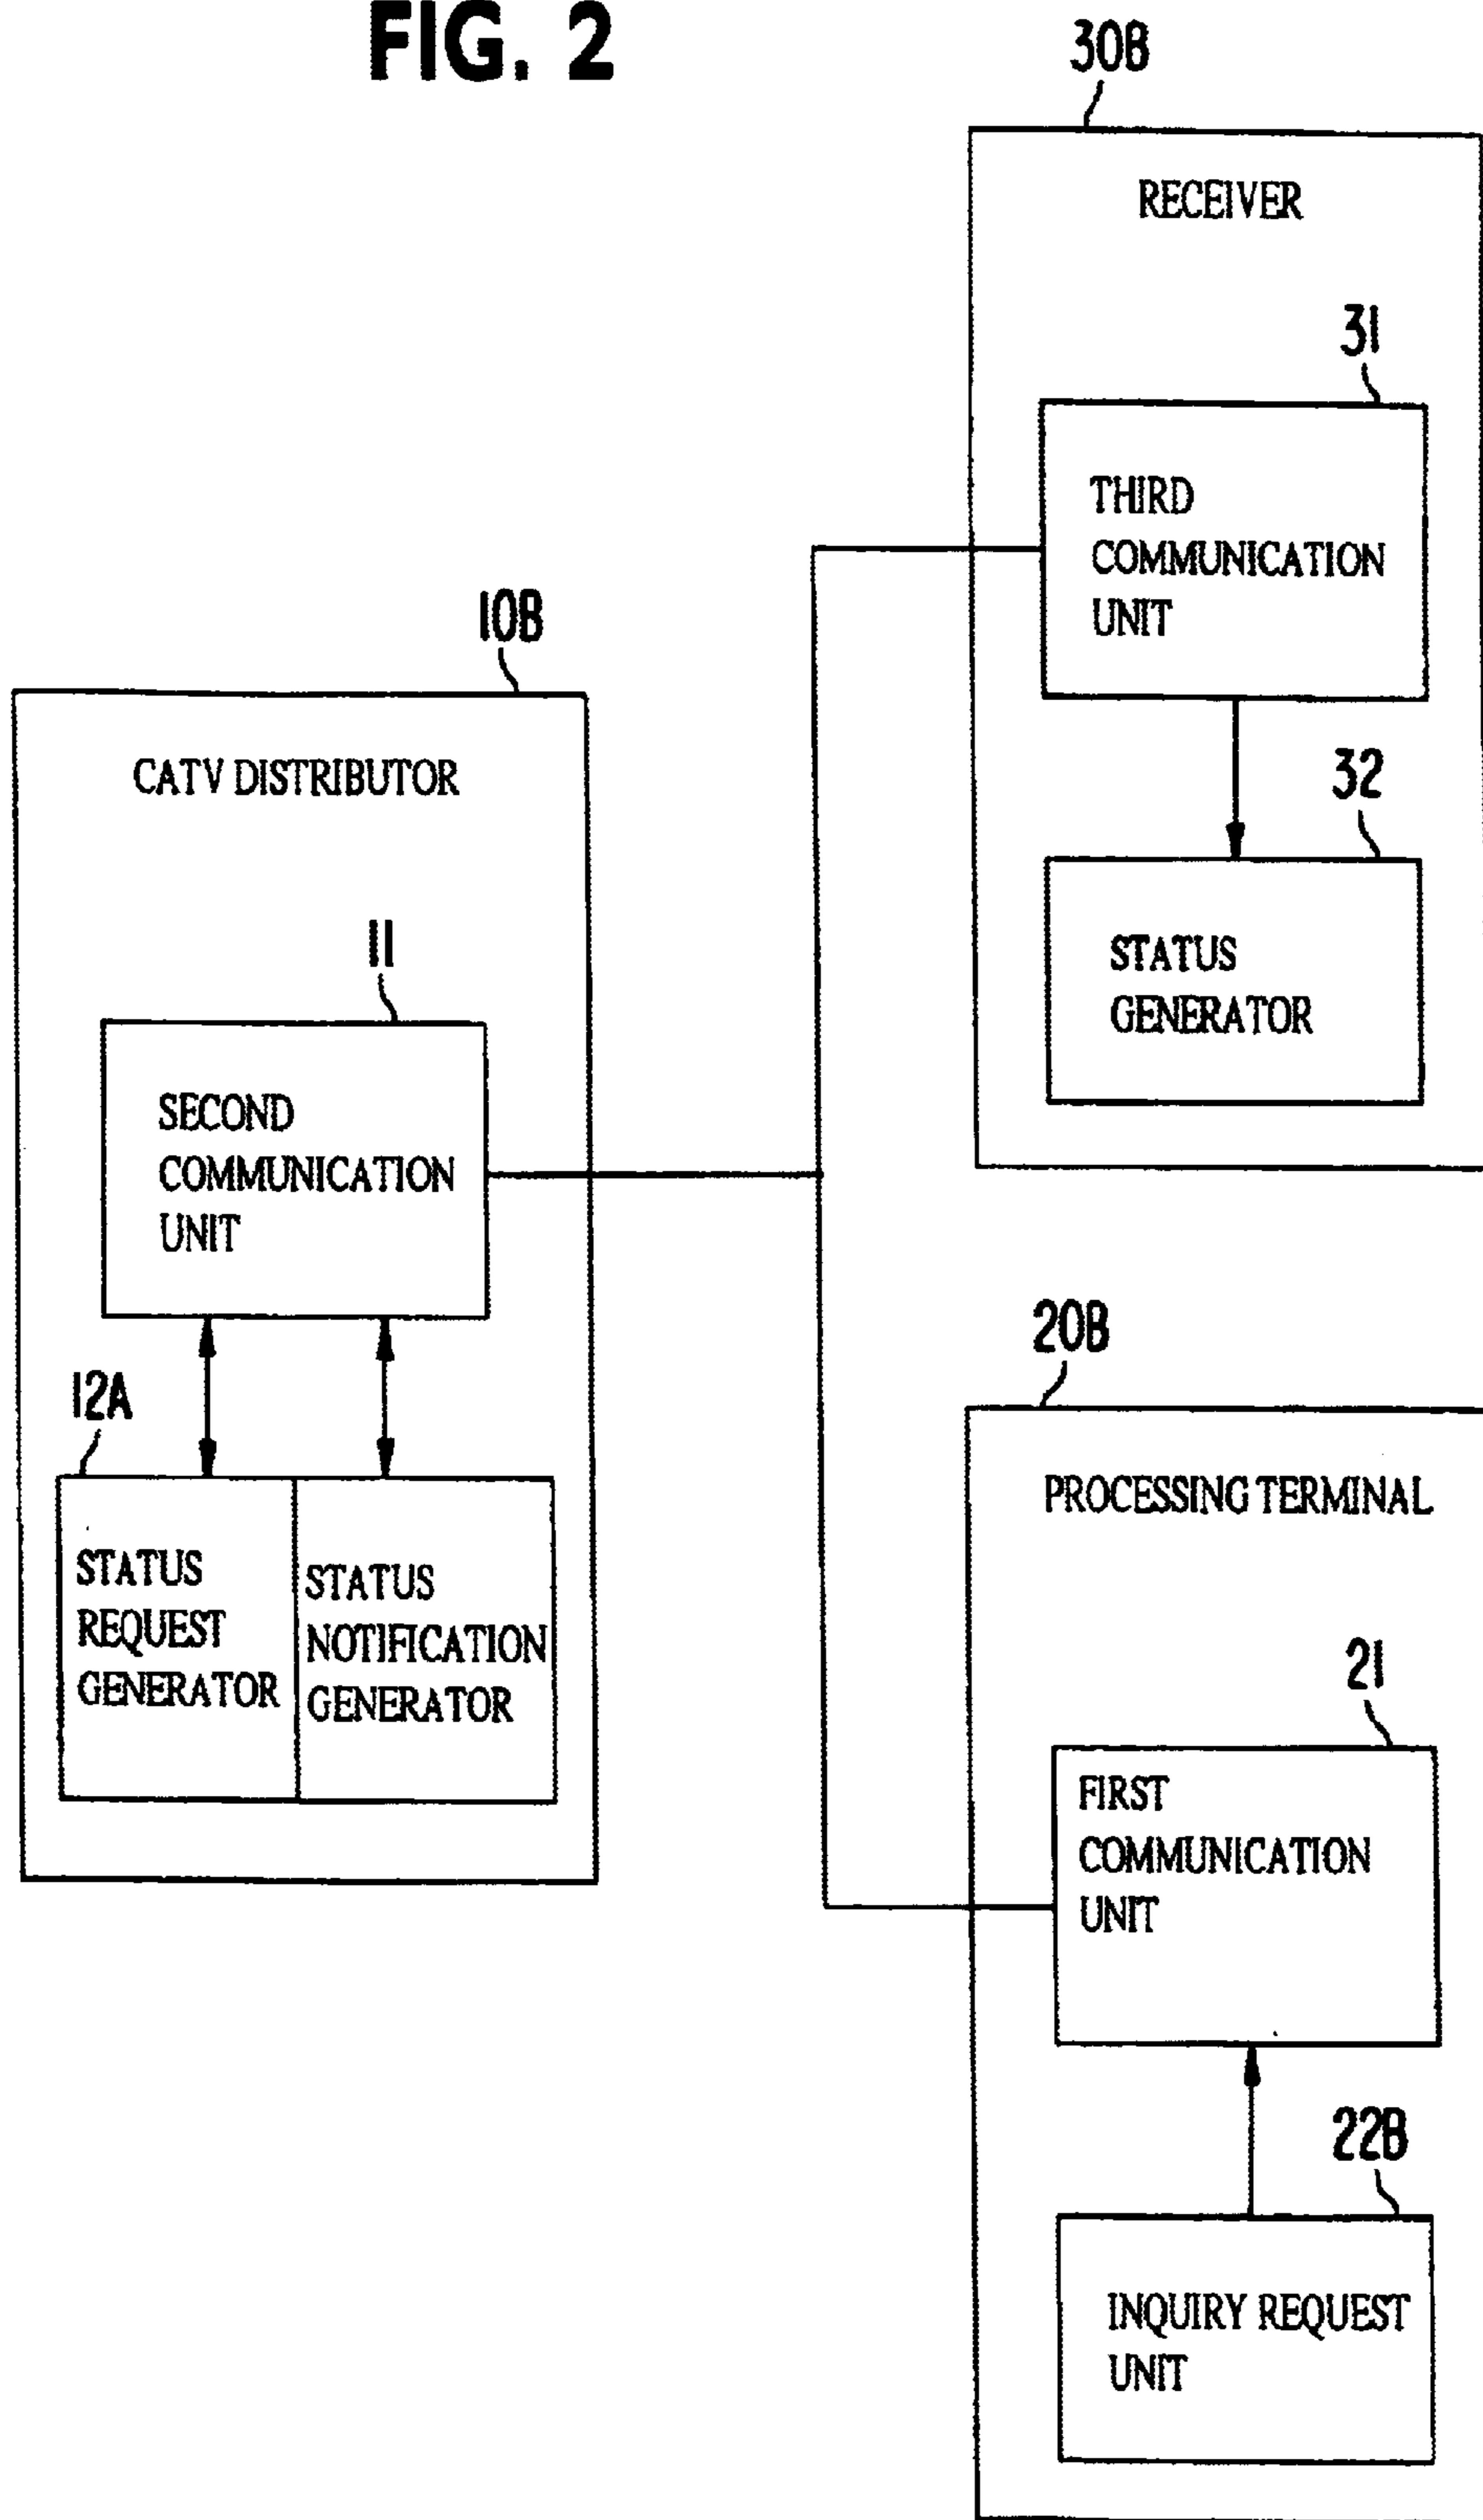 FIG. 2
30B
RECEIVER
31
THIRD
COMMUNICATION
UNIT
32
STATUS
GENERATOR
10B
CATV DISTRIBUTOR
11
SECOND
COMMUNICATION
UNIT
12A
STATUS
REQUEST
GENERATOR
STATUS
NOTIFICATION
GENERATOR
20B
PROCESSING TERMINAL
21
FIRST
COMMUNICATION
UNIT
22B
INQUIRY REQUEST
UNIT